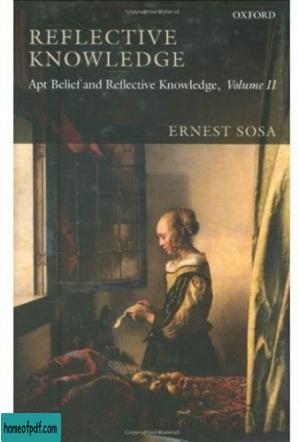 OXFORD
REFLECTIVE
KNOWLEDGE
Apt Belief and Reflective Knowledge, Volume II
ERNEST SOSA
homeofpdf.com